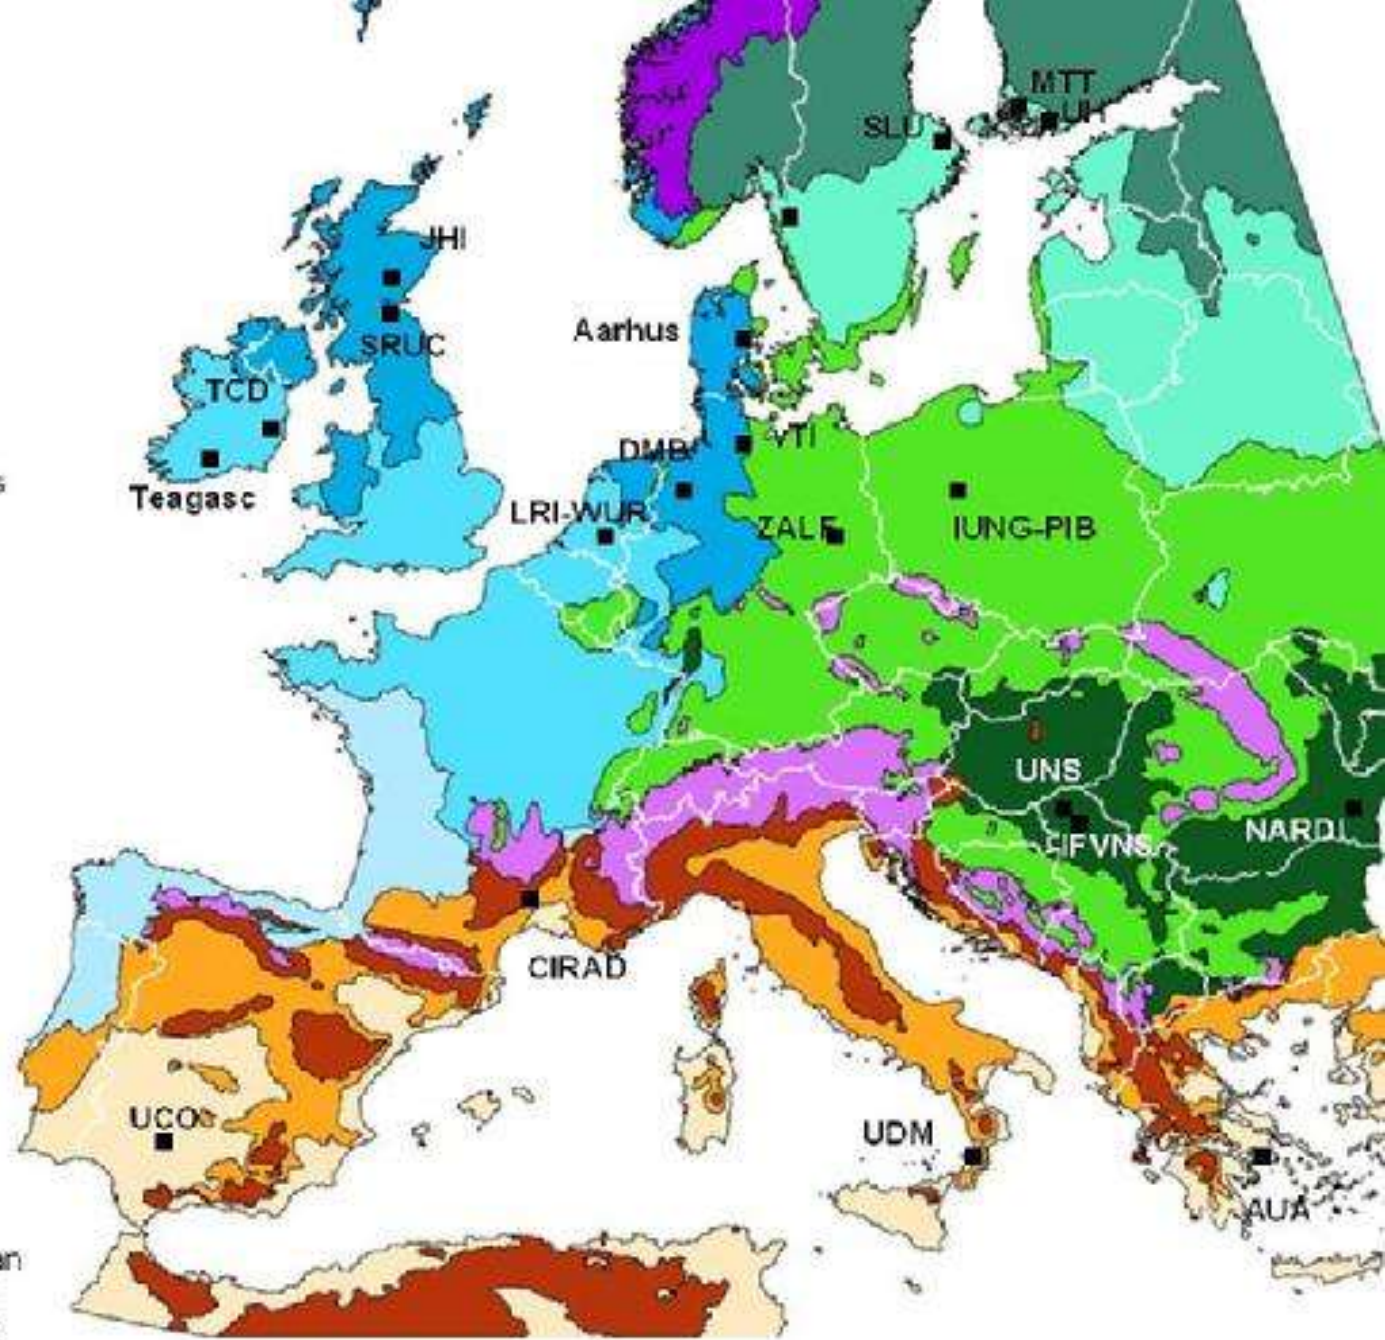 MTT
UH
SLU
JHI
Aarhus
SRUC
TCD
DMB
vTI
s
Teagasc
LRI-WUR
ZALF
IUNG-PIB
UNS
IFVNS
NARDI
CIRAD
UCO
UDM
AUA
an